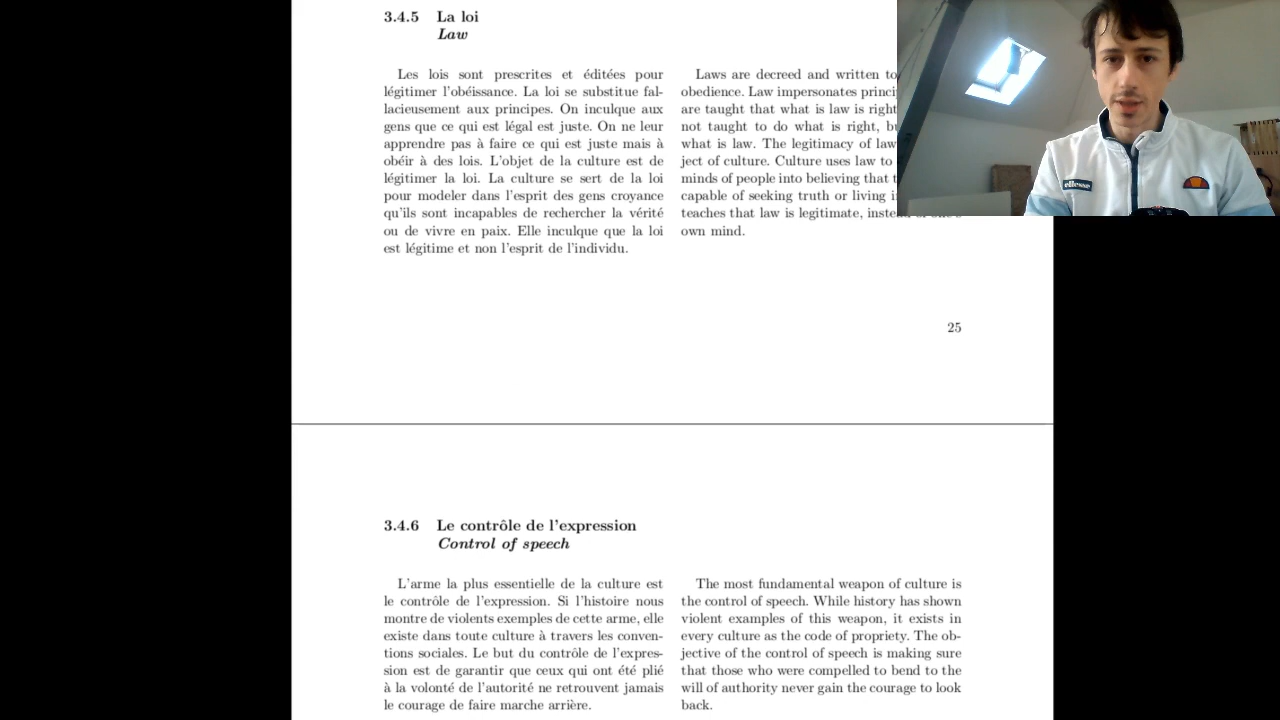 3.4.5 La loi
Law
Les lois sont prescrites et éditées pour
légitimer l'obéissance. La loi se substitue fal-
lacieusement aux principes. On inculque aux
gens que ce qui est légal est juste. On ne leur
apprendre pas à faire ce qui est juste mais à
obéir à des lois. L'objet de la culture est de
légitimer la loi. La culture se sert de la loi
pour modeler dans l'esprit des gens croyance
qu'ils sont incapables de rechercher la vérité
ou de vivre en paix. Elle inculque que la loi
est légitime et non l'esprit de l'individu.
Laws are decreed and written to
obedience. Law impersonates
are taught that what is law is right
not taught to do what is right,
what is law. The legitimacy of law
ject of culture. Culture uses law to
minds of people into believing that
capable of seeking truth or living
teaches that law is legitimate,
own mind.
25
3.4.6 Le contrôle de l'expression
Control of speech
L'arme la plus essentielle de la culture est
le contrôle de l'expression. Si l'histoire nous
montre de violents exemples de cette arme, elle
existe dans toute culture à travers les conven-
tions sociales. Le but du contrôle de l'expres-
sion est de garantir que ceux qui ont été plié
à la volonté de l'autorité ne retrouvent jamais
le courage de faire marche arrière.
The most fundamental weapon of culture is
the control of speech. While history has shown
violent examples of this weapon, it exists in
every culture as the code of propriety. The ob-
jective of the control of speech is making sure
that those who were compelled to bend to the
will of authority never gain the courage to look
back.
ellesse